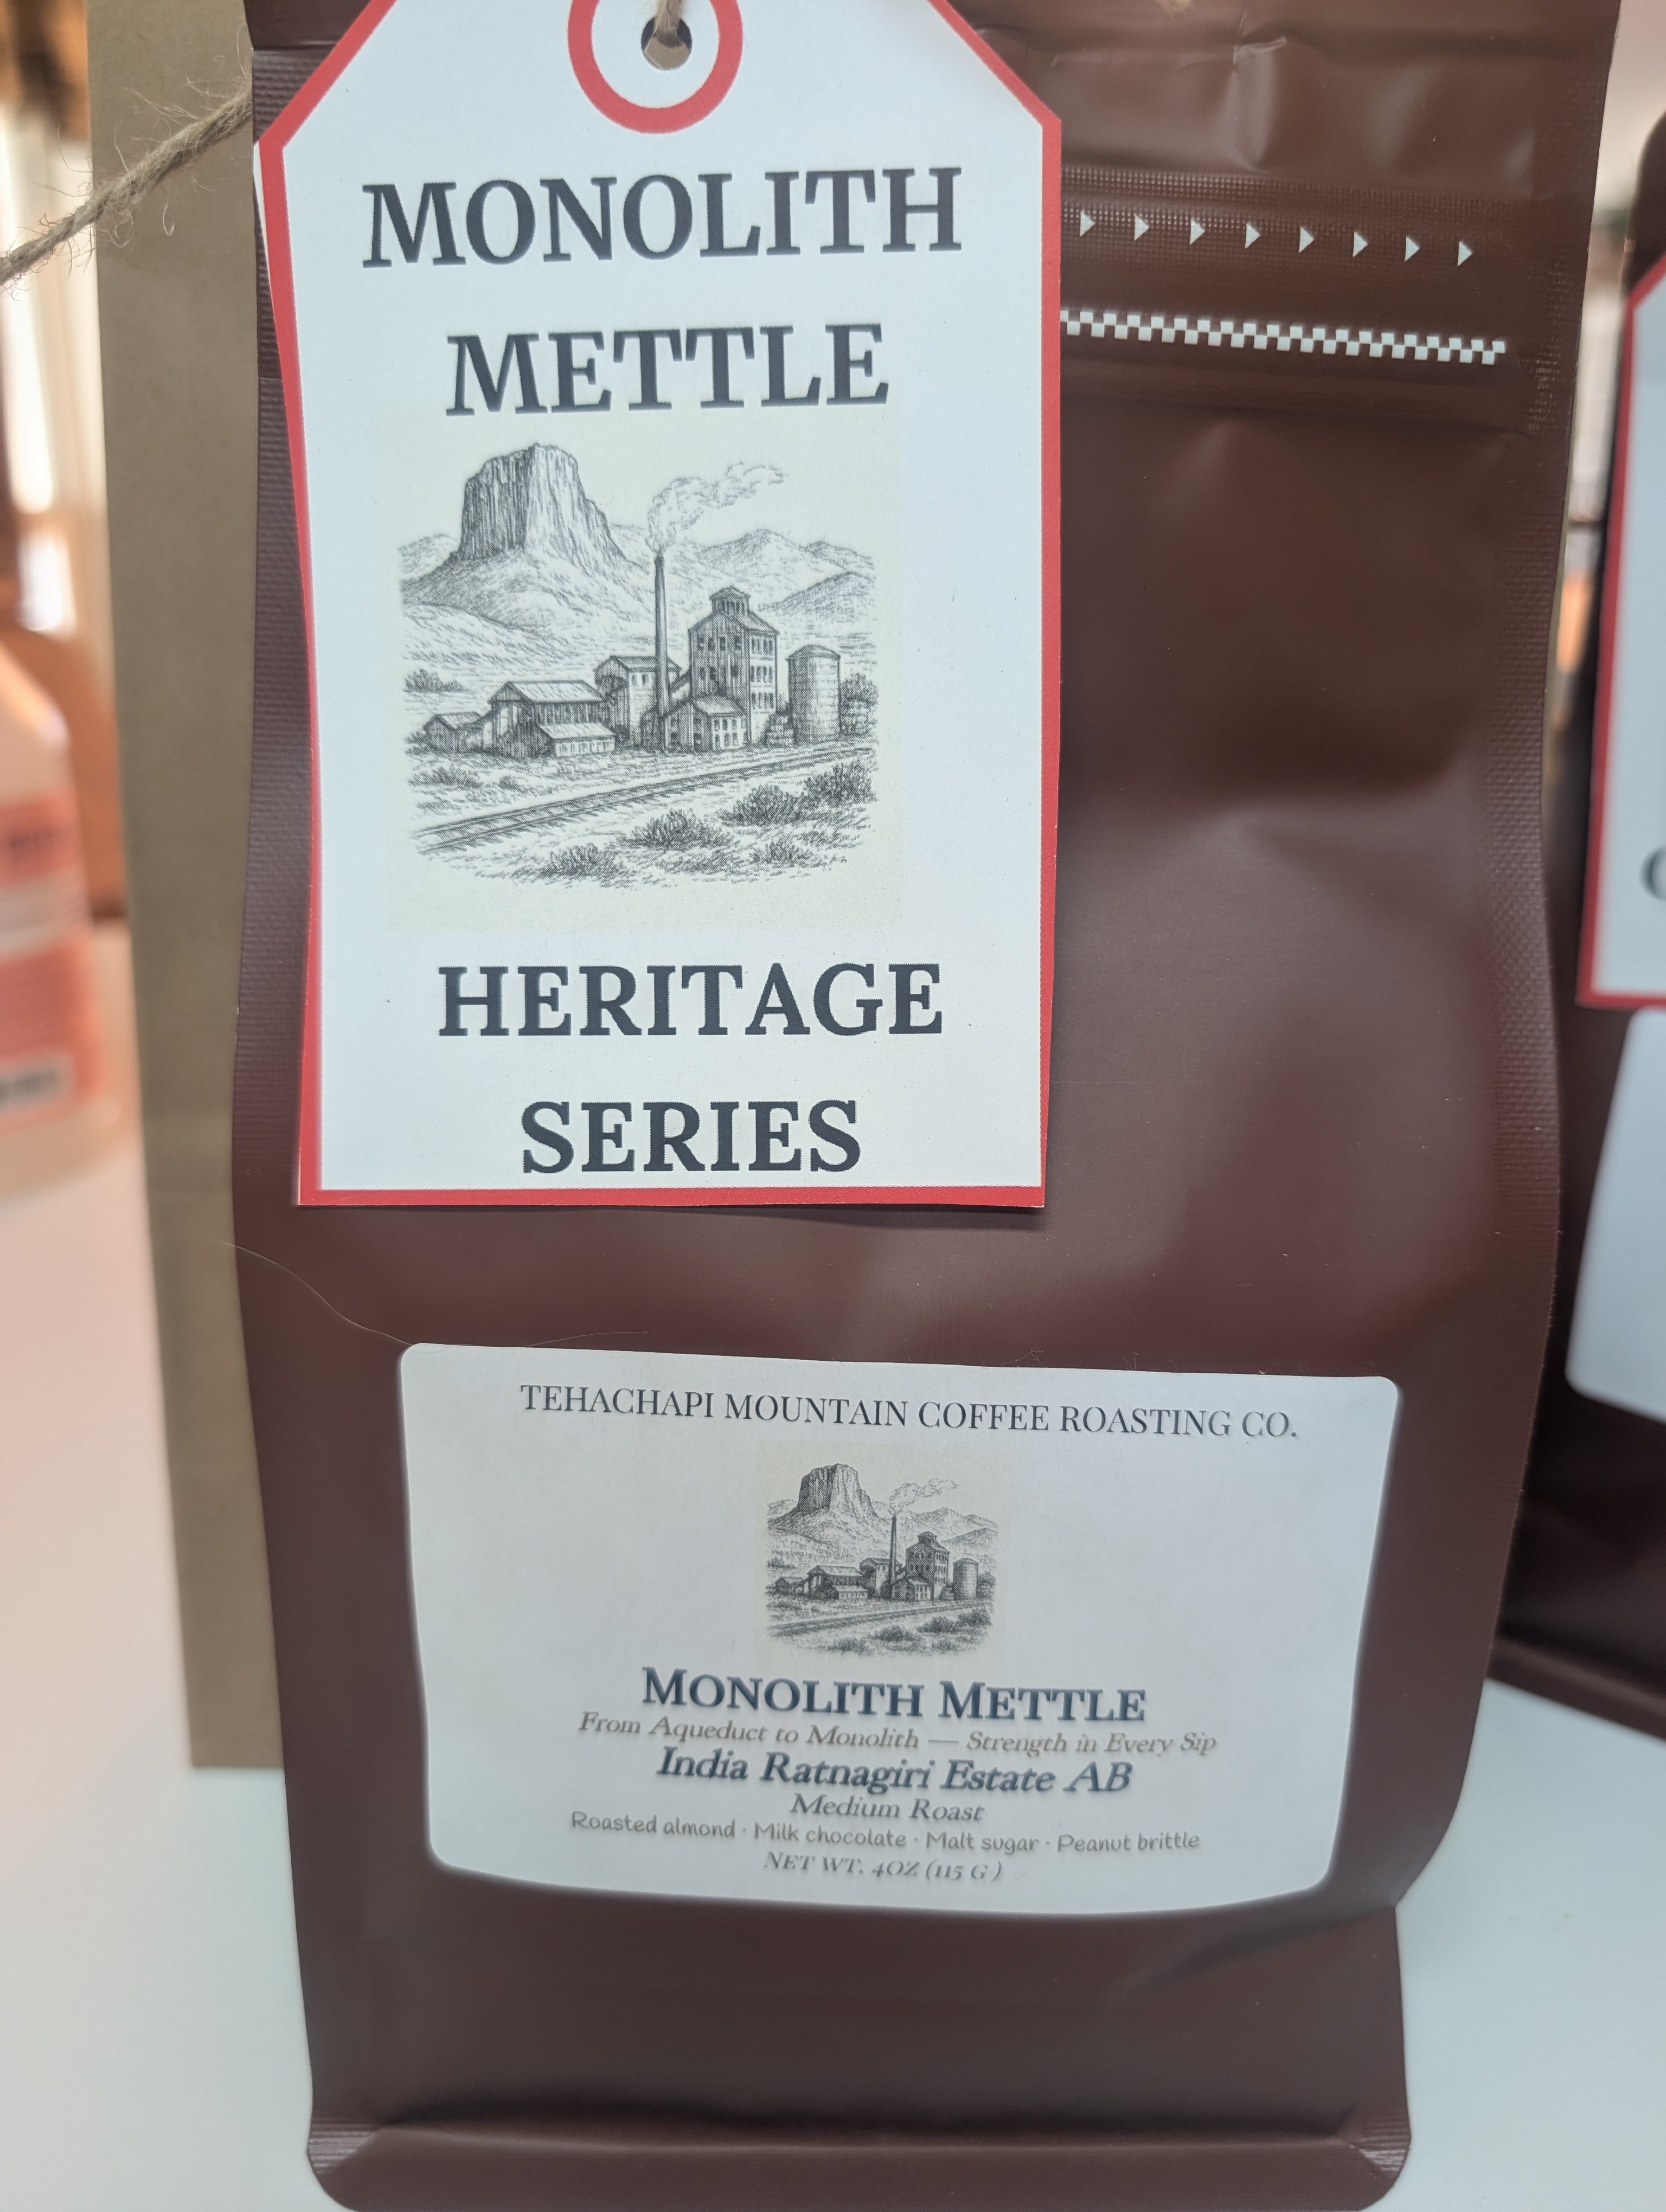 MONOLITH
METTLE
HERITAGE
SERIES
TEHACHAPI MOUNTAIN COFFEE ROASTING CO.
MONOLITH METTLE
From Aqueduct to Monolith — Strength in Every Sip
India Ratnagiri Estate AB
Medium Roast
Roasted almond · Milk chocolate · Malt sugar · Peanut brittle
NET WT. 4OZ (115 G )